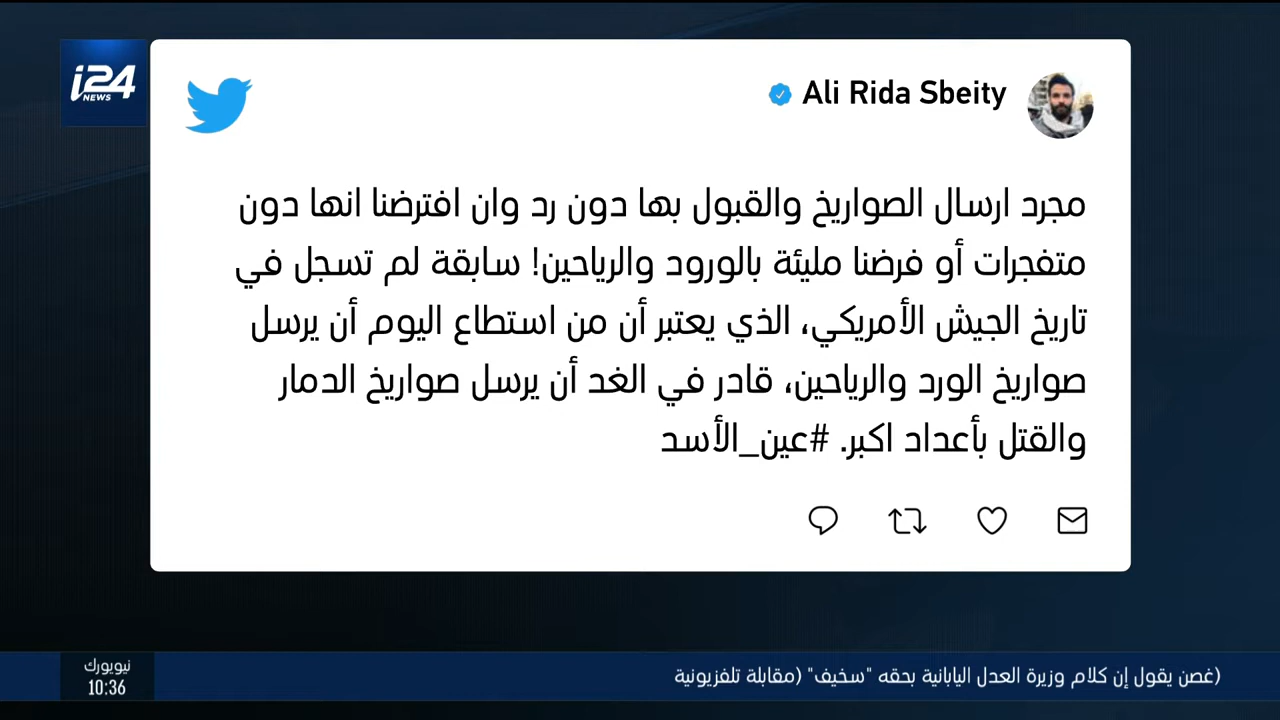 i24
NEWS
Ali Rida Sbeity
مجرد ارسال الصواريخ والقبول بها دون رد وان افترضنا انها دون
متفجرات أو فرضنا مليئة بالورود والرياحين! سابقة لم تسجل في
تاريخ الجيش الأمريكي، الذي يعتبر أن من استطاع اليوم أن يرسل
صواريخ الورد والرياحين، قادر في الغد أن يرسل صواريخ الدمار
والقتل بأعداد اكبر. #عين_الأسد
نيويورك
10:36
(غصن يقول إن كلام وزيرة العدل اليابانية بحقه "سخيف" (مقابلة تلفزيونية